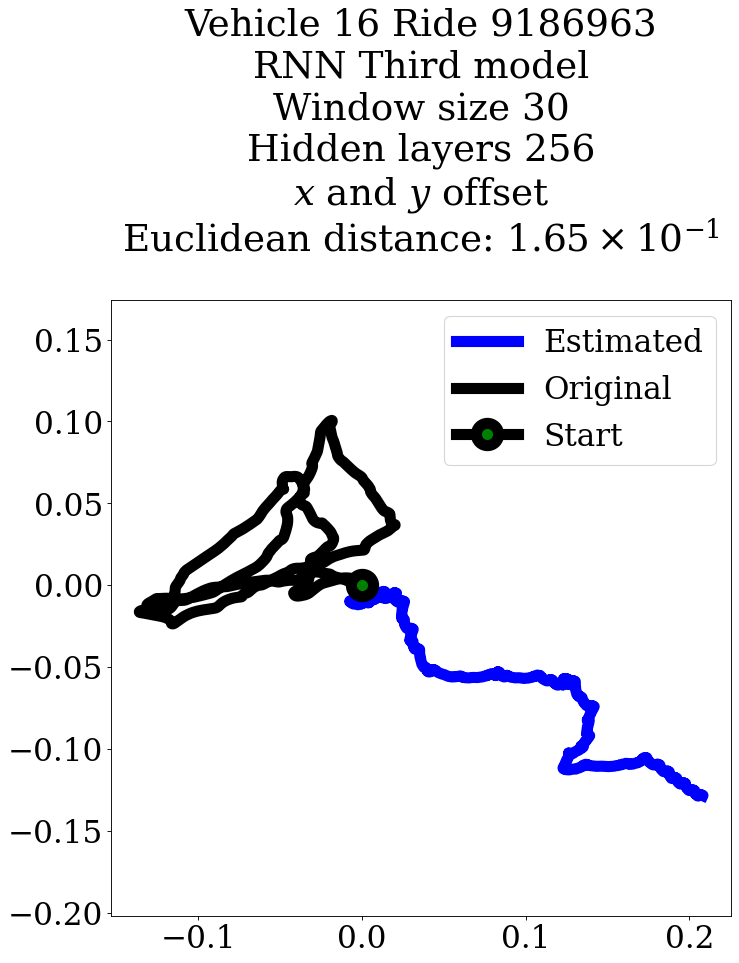 Vehicle 16 Ride 9186963
RNN Third model
Window size 30
Hidden layers 256
x and y offset
Euclidean distance: 1.65 × 10⁻¹
Estimated
Original
Start
0.15
0.10
0.05
0.00
−0.05
−0.10
−0.15
−0.20
−0.1 0.0 0.1 0.2